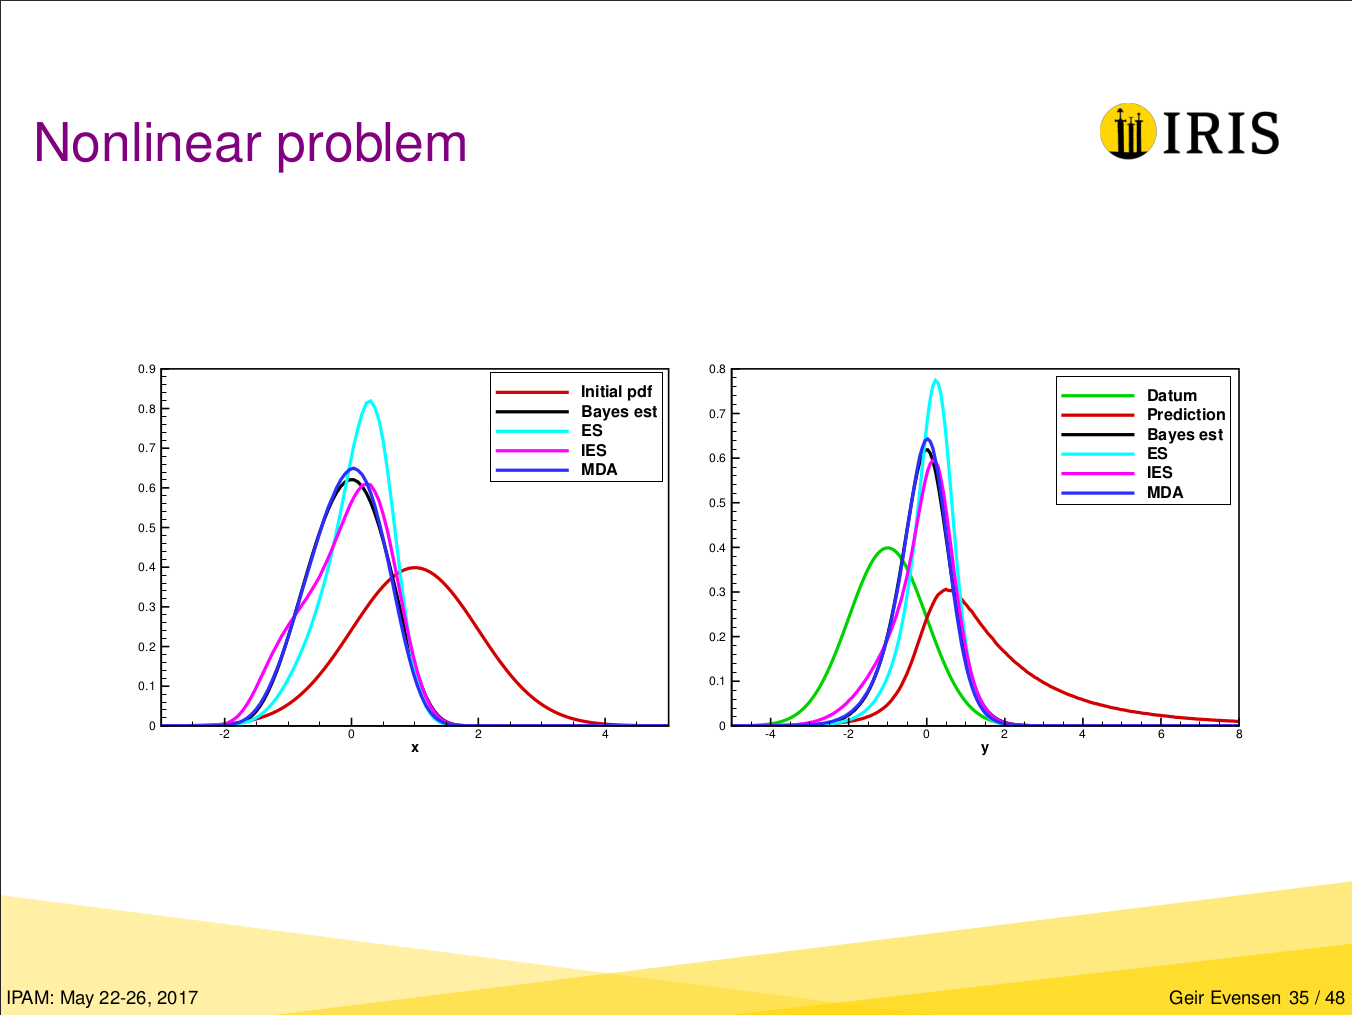 Nonlinear problem
IRIS
0.9
0.8
0.7
0.6
0.5
0.4
0.3
0.2
0.1
0
-2
0
2
4
x
Initial pdf
Bayes est
ES
IES
MDA
0.8
0.7
0.6
0.5
0.4
0.3
0.2
0.1
0
-4
-2
0
2
4
6
8
y
Datum
Prediction
Bayes est
ES
IES
MDA
IPAM: May 22-26, 2017
Geir Evensen 35 / 48